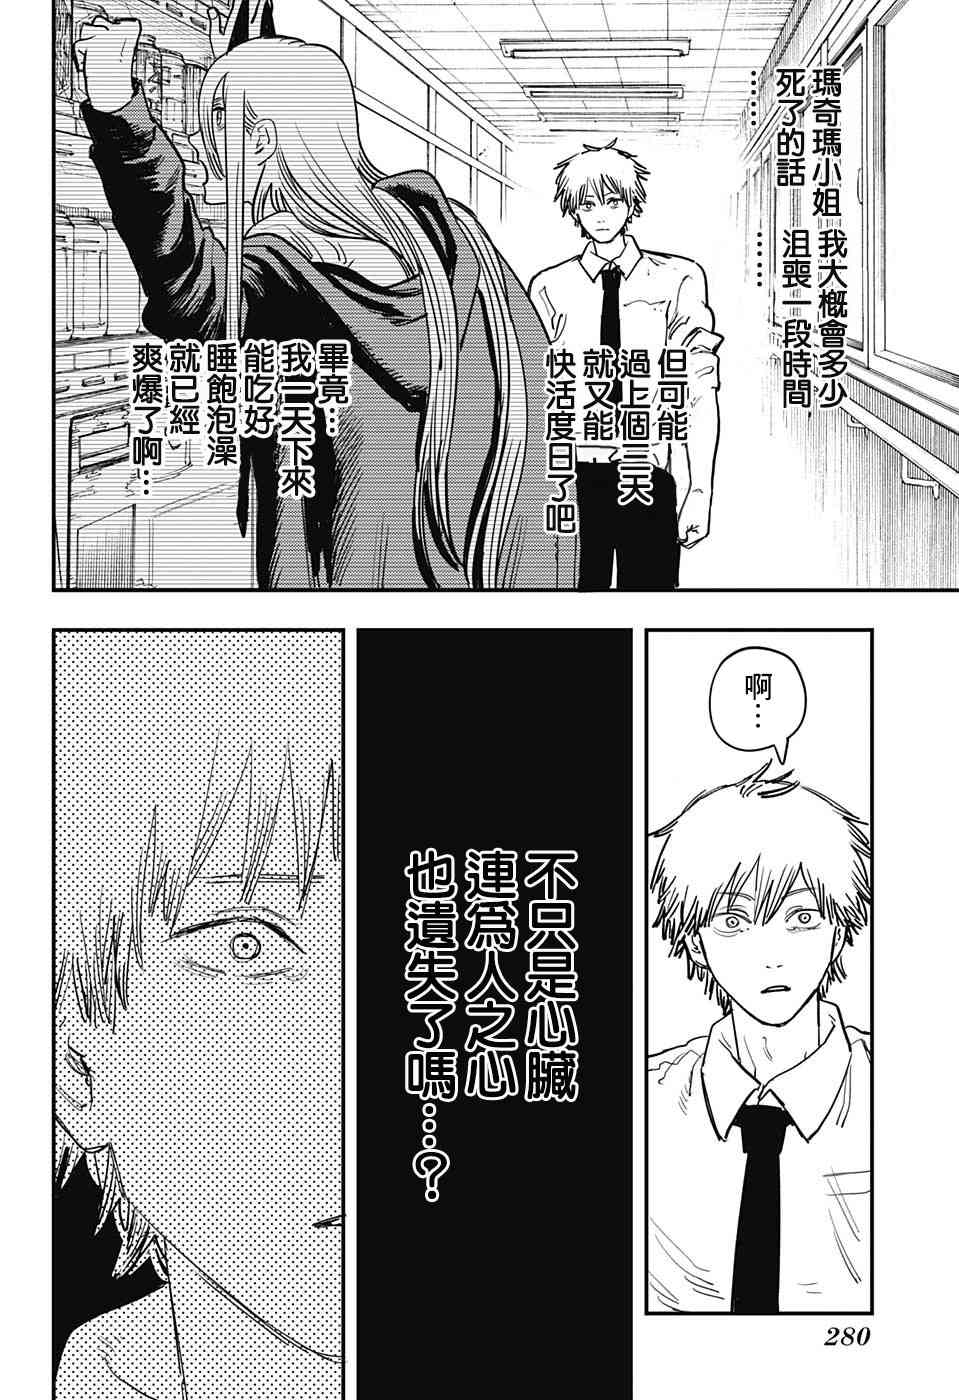 瑪奇瑪小姐
死了的話
……
我大概會多少
沮喪一段時間
……
但可能
過上個三天
就又能
快活度日了吧
畢竟…
我一天下來
能吃好
睡飽泡澡
就已經
爽爆了啊…
啊…
不只是心臟
連為人之心
也遺失了嗎……?
280